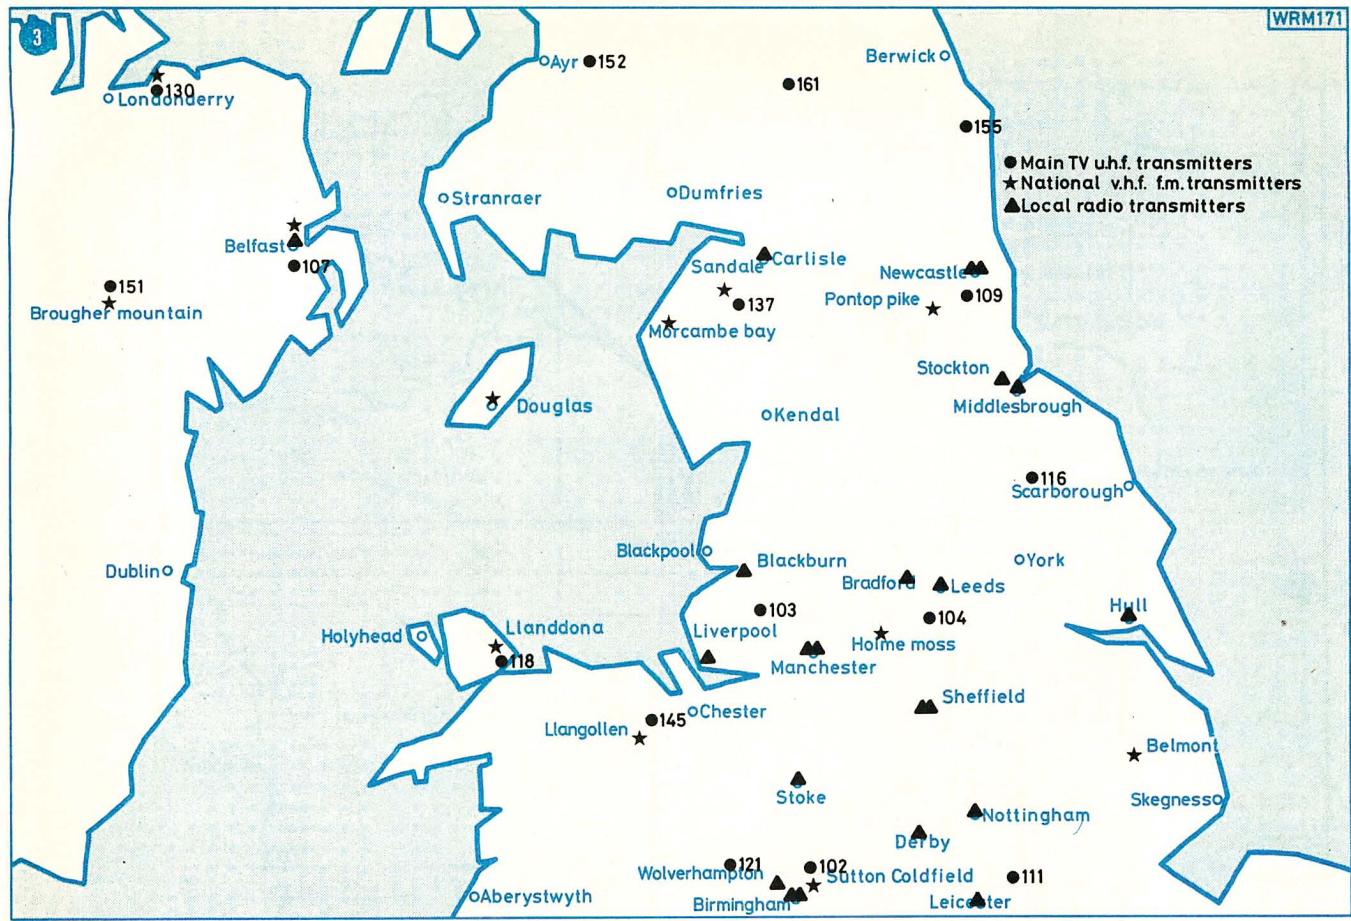 3
WRM171
Ayr
152
Berwick
130
Londonderry
161
155
Main TV u.h.f. transmitters
National v.h.f. f.m. transmitters
Local radio transmitters
Stranraer
Dumfries
Belfast
107
Sandale
Carlisle
Newcastle
151
Brougher mountain
137
Pontop pike
109
Morcambe bay
Stockton
Douglas
Kendal
Middlesbrough
116
Scarborough
Dublin
Blackpool
Blackburn
Bradford
Leeds
York
103
104
Hull
Holyhead
Llanddona
Liverpool
Holme moss
118
Manchester
Sheffield
Llangollen
145
Chester
Belmont
Stoke
Skegness
Nottingham
Derby
121
102
Wolverhampton
Sutton Coldfield
111
Aberystwyth
Birmingham
Leicester